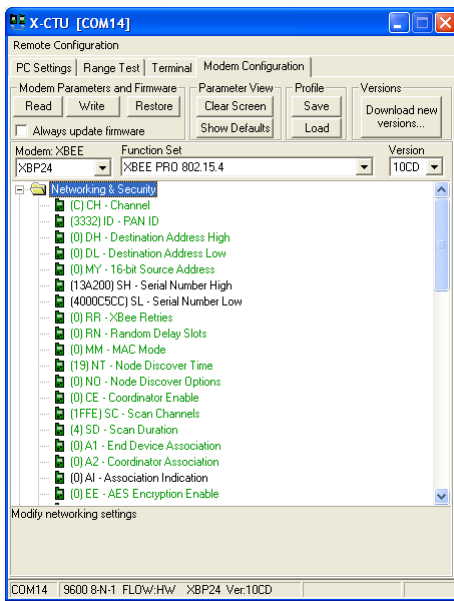 X-CTU [COM14]
Remote Configuration
PC Settings Range Test Terminal Modem Configuration
Modem Parameters and Firmware Parameter View Profile Versions
Read Write Restore Clear Screen Save Download new versions...
Always update firmware Show Defaults Load
Modem: XBEE Function Set Version
XBP24 XBEE PRO 802.15.4 10CD
Networking & Security
(C) CH - Channel
(3332) ID - PAN ID
(0) DH - Destination Address High
(0) DL - Destination Address Low
(0) MY - 16-bit Source Address
(13A200) SH - Serial Number High
(4000C5CC) SL - Serial Number Low
(0) RR - XBee Retries
(0) RN - Random Delay Slots
(0) MM - MAC Mode
(19) NT - Node Discover Time
(0) NO - Node Discover Options
(0) CE - Coordinator Enable
(1FFE) SC - Scan Channels
(4) SD - Scan Duration
(0) A1 - End Device Association
(0) A2 - Coordinator Association
(0) AI - Association Indication
(0) EE - AES Encryption Enable
Modify networking settings
COM14 9600 8-N-1 FLOW:HW XBP24 Ver:10CD